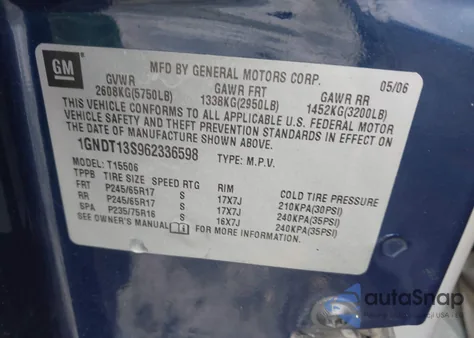 GM
MFD BY GENERAL MOTORS CORP. 05/06
GVWR GAWR FRT GAWR RR
2608KG(5750LB) 1338KG(2950LB) 1452KG(3200LB)
THIS VEHICLE CONFORMS TO ALL APPLICABLE U.S. FEDERAL MOTOR
VEHICLE SAFETY AND THEFT PREVENTION STANDARDS IN EFFECT ON
THE DATE OF MANUFACTURE SHOWN ABOVE.
1GNDT13S962336598 TYPE: M.P.V.
MODEL: T15506
TPPB TIRE SIZE SPEED RTG RIM COLD TIRE PRESSURE
FRT P245/65R17 S 17X7J 210KPA(30PSI)
RR P245/65R17 S 17X7J 240KPA(35PSI)
SPA P235/75R16 S 16X7J 240KPA(35PSI)
SEE OWNER'S MANUAL FOR MORE INFORMATION.
autoSnap